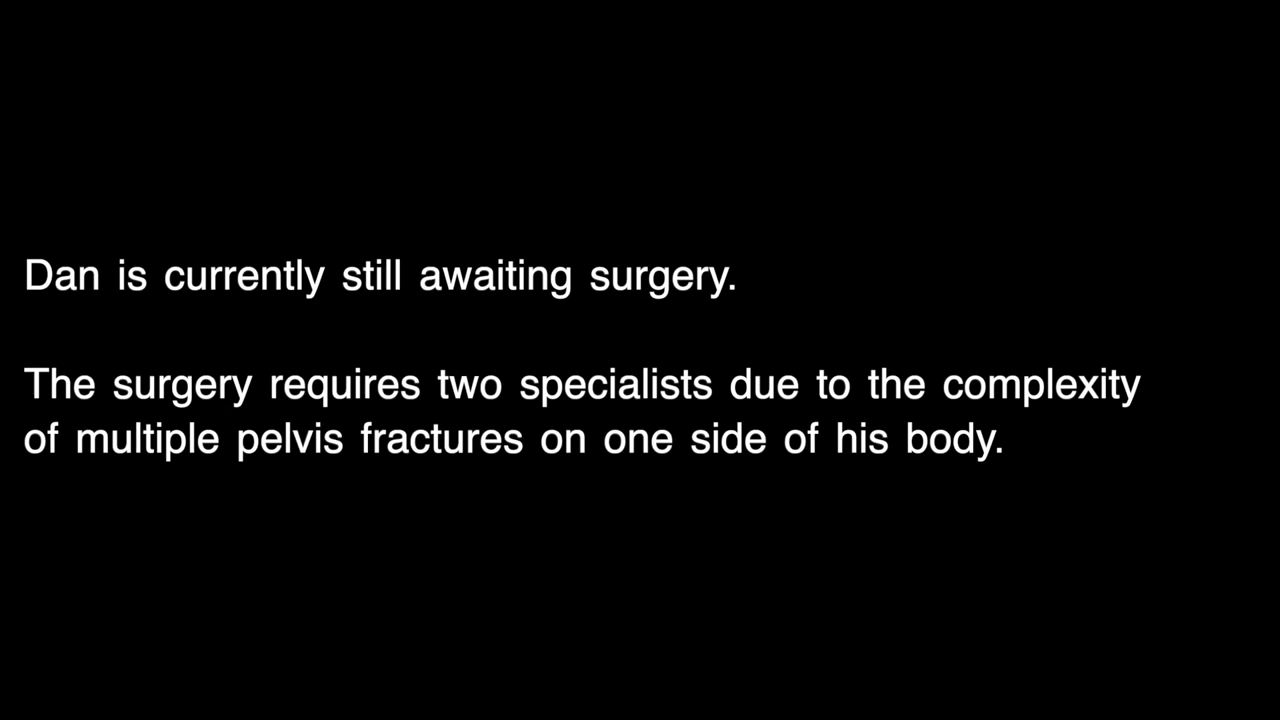 Dan is currently still awaiting surgery.
The surgery requires two specialists due to the complexity
of multiple pelvis fractures on one side of his body.